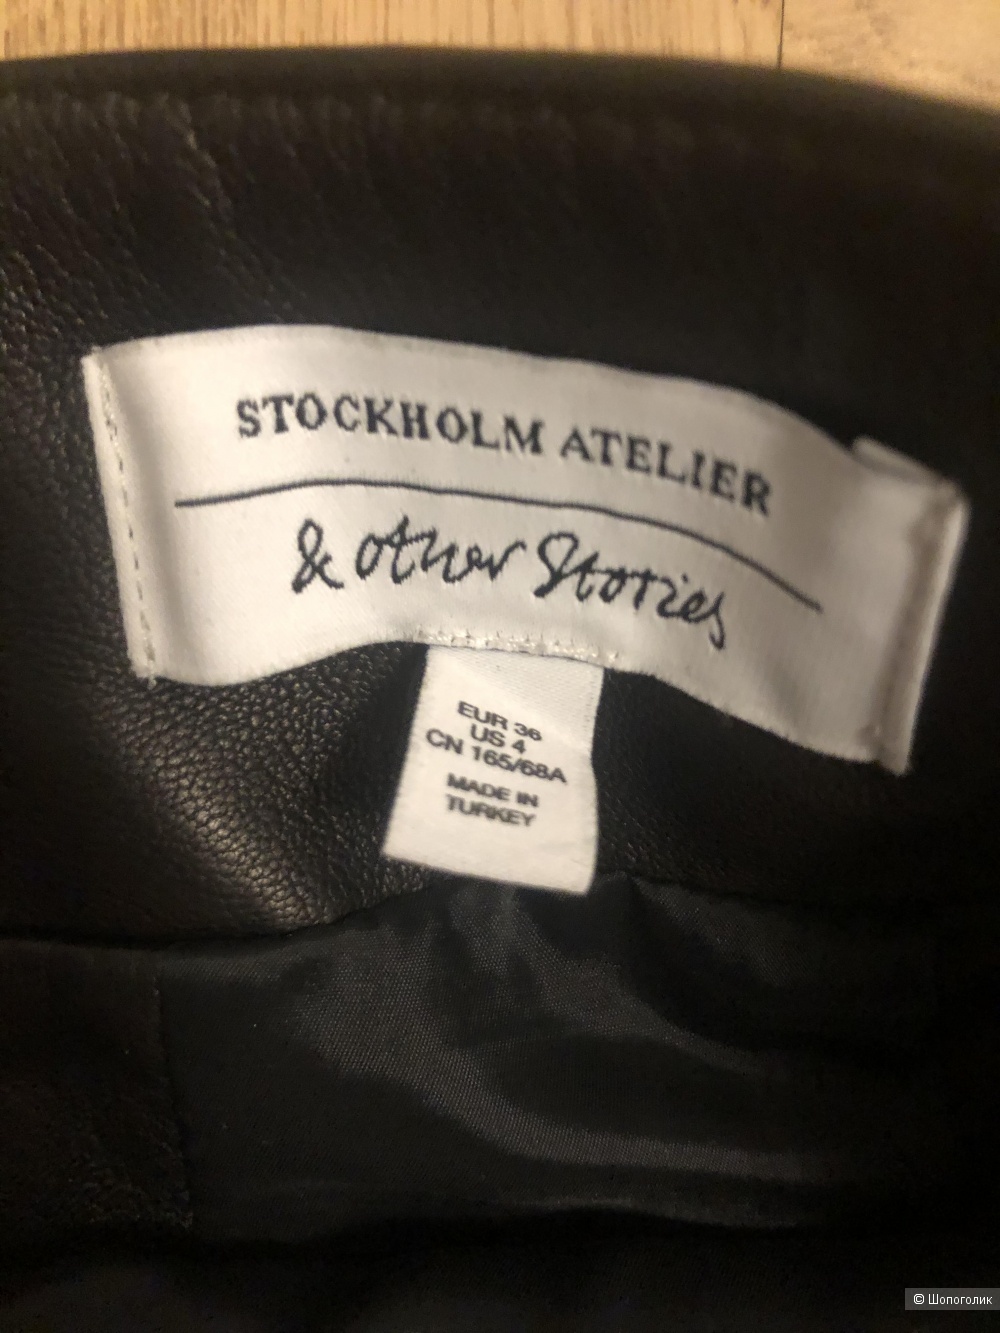 STOCKHOLM ATELIER
& other Stories
EUR 36
US 4
CN 165/68A
MADE IN
TURKEY
© Шопоголик